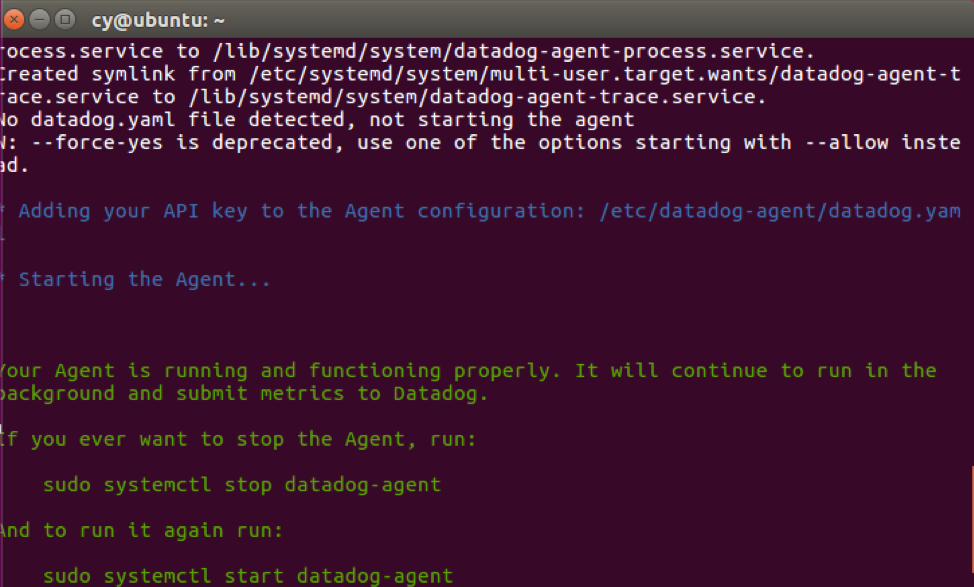 cy@ubuntu: ~
rocess.service to /lib/systemd/system/datadog-agent-process.service.
Created symlink from /etc/systemd/system/multi-user.target.wants/datadog-agent-t
race.service to /lib/systemd/system/datadog-agent-trace.service.
No datadog.yaml file detected, not starting the agent
N: --force-yes is deprecated, use one of the options starting with --allow inste
ad.
* Adding your API key to the Agent configuration: /etc/datadog-agent/datadog.yam
l
* Starting the Agent...
Your Agent is running and functioning properly. It will continue to run in the
background and submit metrics to Datadog.
If you ever want to stop the Agent, run:
sudo systemctl stop datadog-agent
And to run it again run:
sudo systemctl start datadog-agent